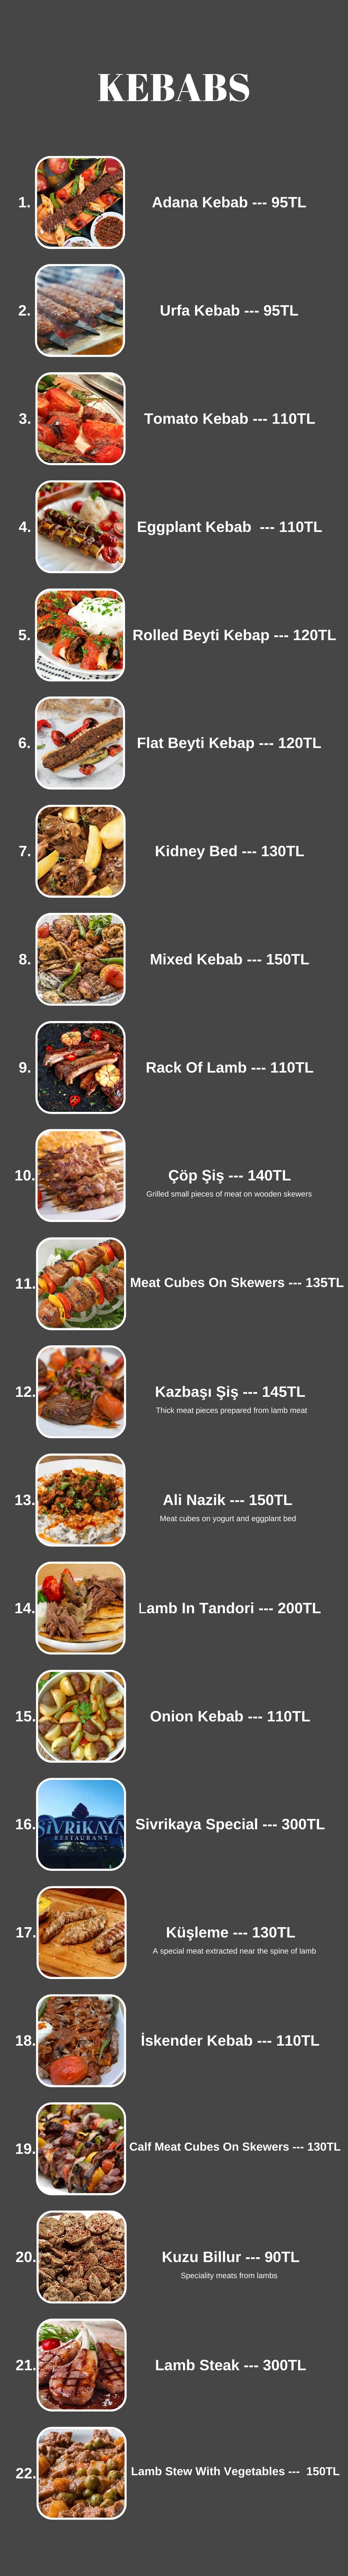 KEBABS
1. Adana Kebab --- 95TL
2. Urfa Kebab --- 95TL
3. Tomato Kebab --- 110TL
4. Eggplant Kebab  --- 110TL
5. Rolled Beyti Kebap --- 120TL
6. Flat Beyti Kebap --- 120TL
7. Kidney Bed --- 130TL
8. Mixed Kebab --- 150TL
9. Rack Of Lamb --- 110TL
10. Çöp Şiş --- 140TL
Grilled small pieces of meat on wooden skewers
11. Meat Cubes On Skewers --- 135TL
12. Kazbaşı Şiş --- 145TL
Thick meat pieces prepared from lamb meat
13. Ali Nazik --- 150TL
Meat cubes on yogurt and eggplant bed
14. Lamb In Tandori --- 200TL
15. Onion Kebab --- 110TL
16. Sivrikaya Special --- 300TL
SİVRİKAYA
RESTAURANT
17. Küşleme --- 130TL
A special meat extracted near the spine of lamb
18. İskender Kebab --- 110TL
19. Calf Meat Cubes On Skewers --- 130TL
20. Kuzu Billur --- 90TL
Speciality meats from lambs
21. Lamb Steak --- 300TL
22. Lamb Stew With Vegetables ---  150TL